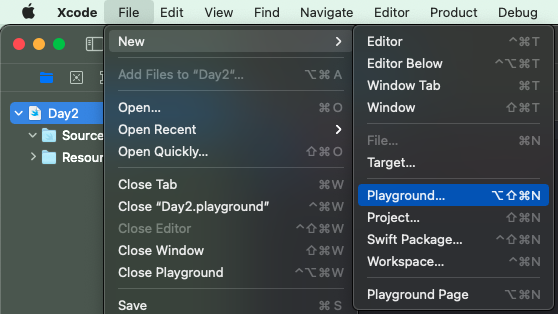 Xcode File Edit View Find Navigate Editor Product Debug
New
Add Files to “Day2”... ⌥⌘A
Open... ⌘O
Open Recent
Open Quickly... ⇧⌘O
Close Tab ⌘W
Close “Day2.playground” ^⌘W
Close Editor ^⇧⌘W
Close Window ⇧⌘W
Close Playground ^⌥⌘W
Save ⌘S
Day2
Source
Resour
Editor ^⌘T
Editor Below ^⌥⌘T
Window Tab ⌘T
Window ⇧⌘T
File... ⌘N
Target...
Playground... ⌥⇧⌘N
Project... ⇧⌘N
Swift Package... ^⇧⌘N
Workspace... ^⌘N
Playground Page ⌥⌘N